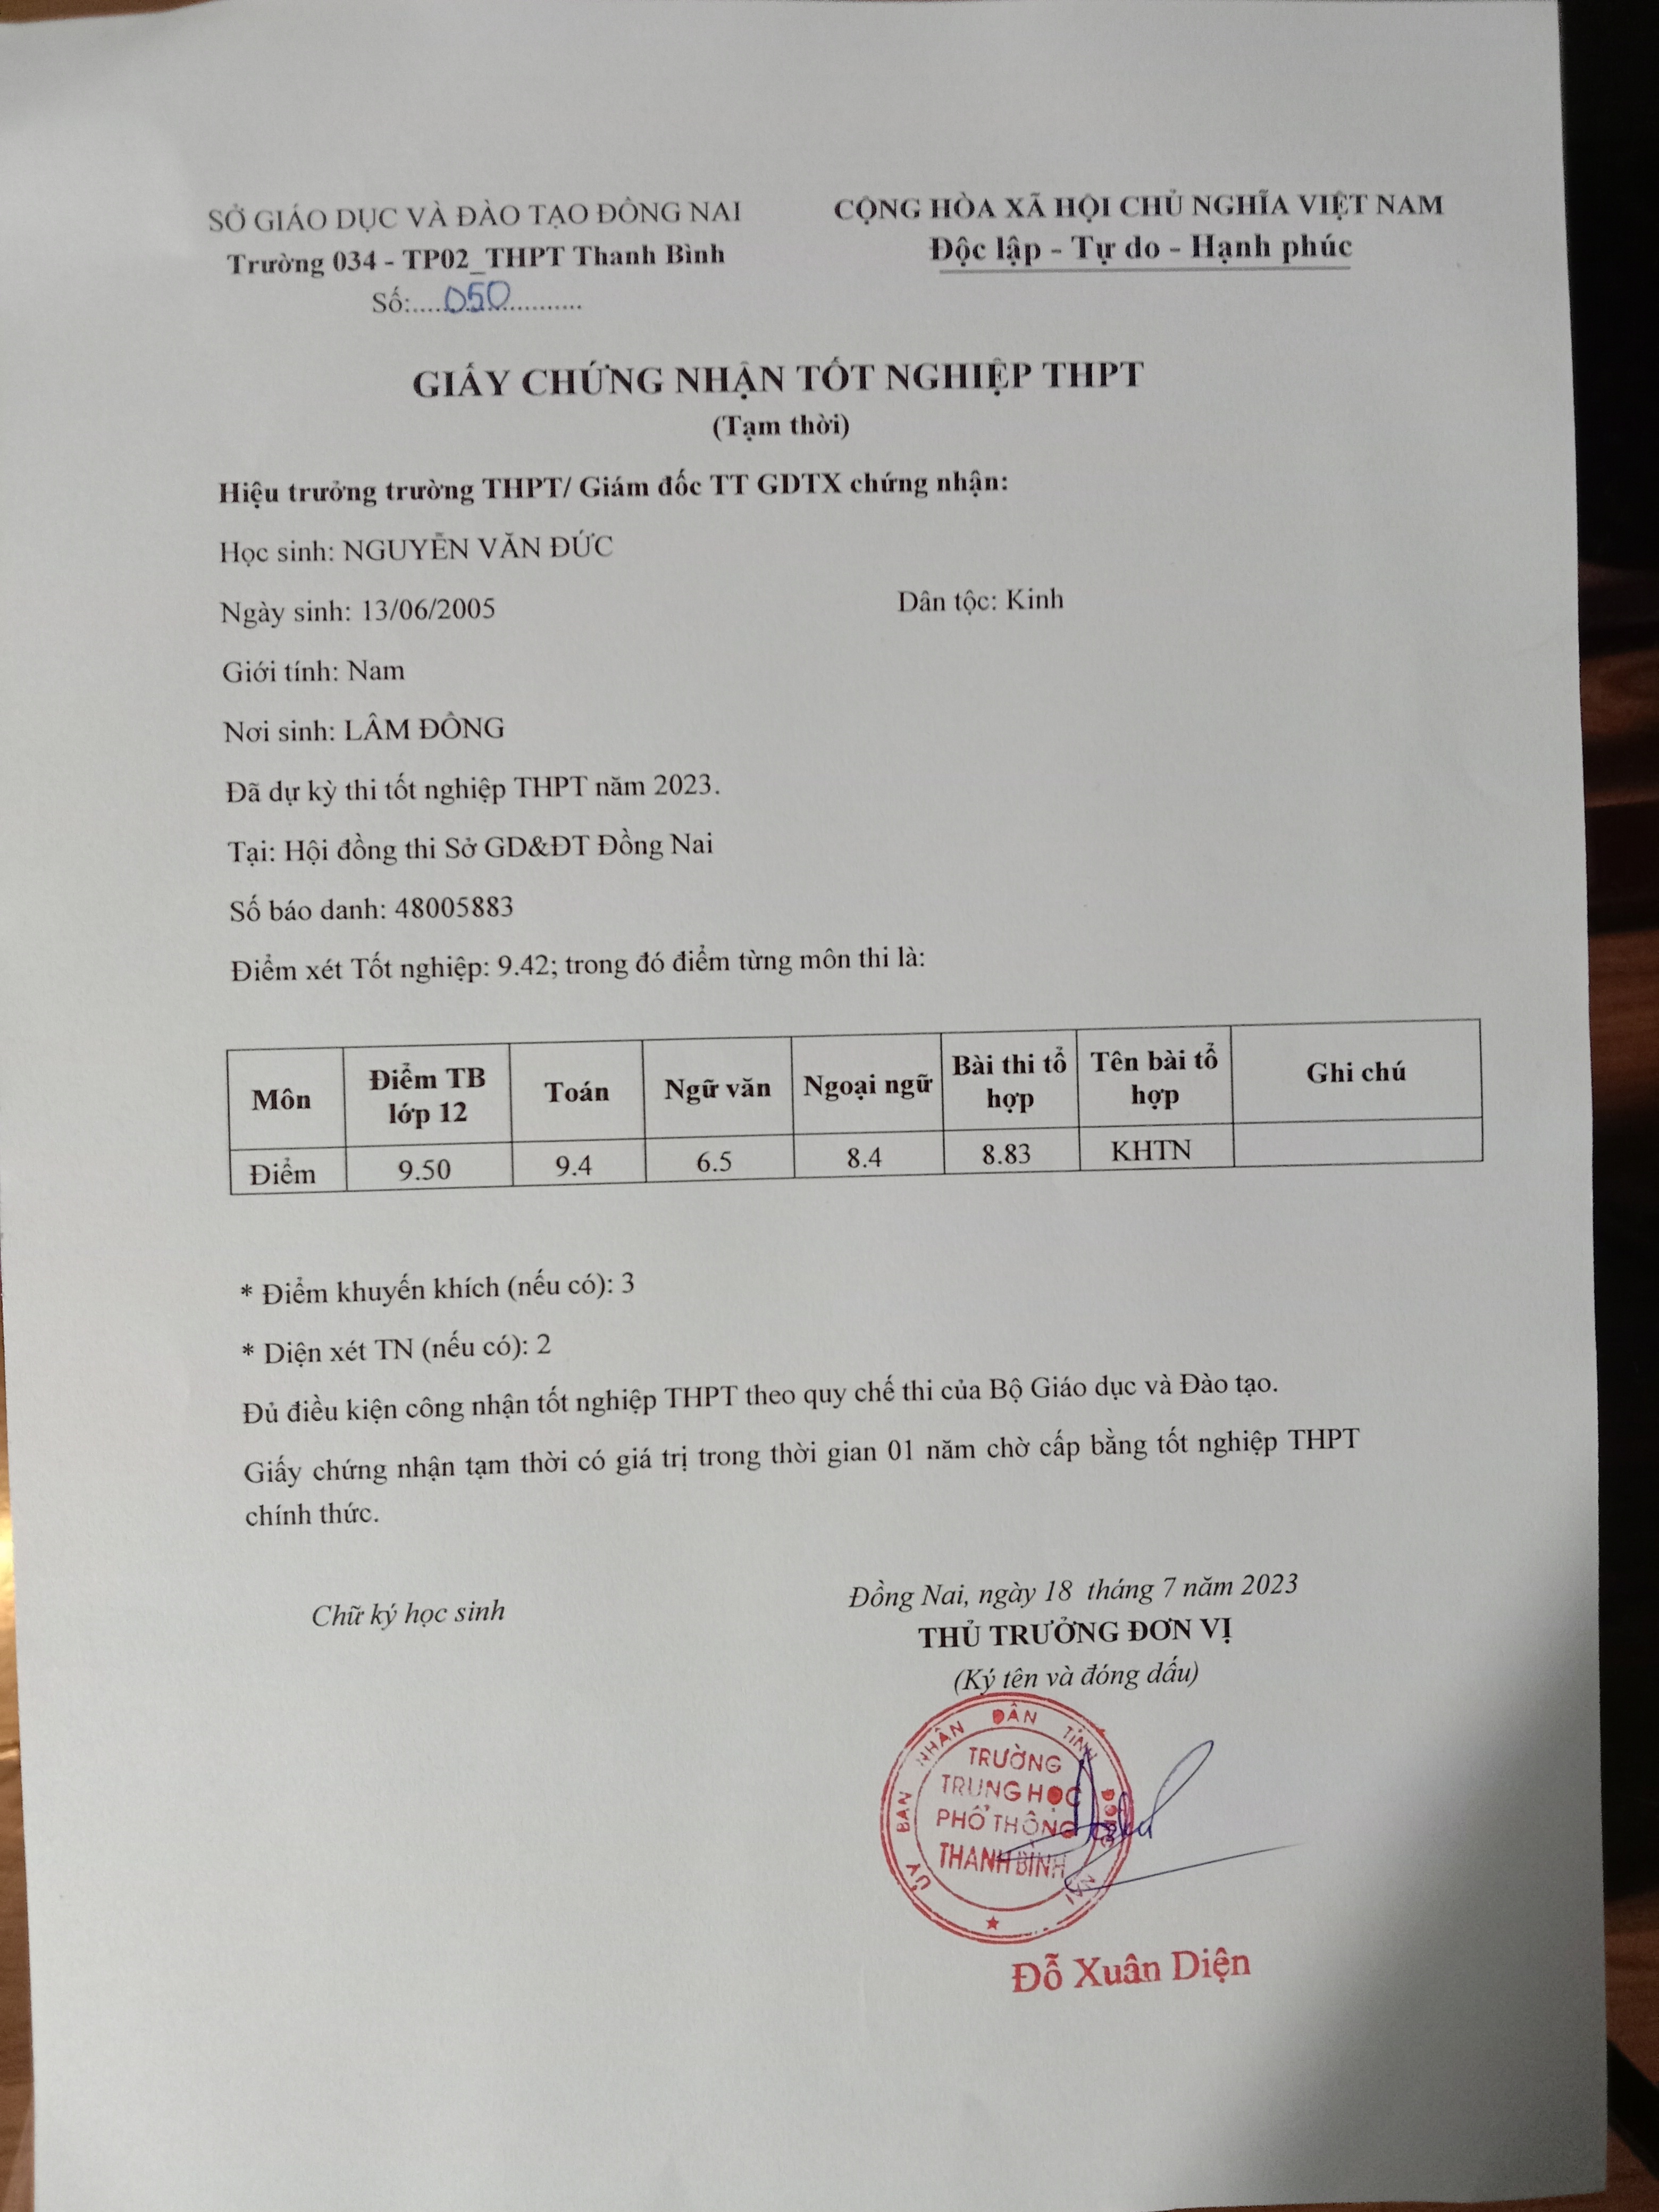 SỞ GIÁO DỤC VÀ ĐÀO TẠO ĐỒNG NAI
Trường 034 - TP02_THPT Thanh Bình
Số:.....050..............
CỘNG HÒA XÃ HỘI CHỦ NGHĨA VIỆT NAM
Độc lập - Tự do - Hạnh phúc
GIẤY CHỨNG NHẬN TỐT NGHIỆP THPT
(Tạm thời)
Hiệu trưởng trường THPT/ Giám đốc TT GDTX chứng nhận:
Học sinh: NGUYỄN VĂN ĐỨC
Ngày sinh: 13/06/2005 Dân tộc: Kinh
Giới tính: Nam
Nơi sinh: LÂM ĐỒNG
Đã dự kỳ thi tốt nghiệp THPT năm 2023.
Tại: Hội đồng thi Sở GD&ĐT Đồng Nai
Số báo danh: 48005883
Điểm xét Tốt nghiệp: 9.42; trong đó điểm từng môn thi là:
Môn Điểm TB lớp 12 Toán Ngữ văn Ngoại ngữ Bài thi tổ hợp Tên bài tổ hợp Ghi chú
Điểm 9.50 9.4 6.5 8.4 8.83 KHTN
* Điểm khuyến khích (nếu có): 3
* Diện xét TN (nếu có): 2
Đủ điều kiện công nhận tốt nghiệp THPT theo quy chế thi của Bộ Giáo dục và Đào tạo.
Giấy chứng nhận tạm thời có giá trị trong thời gian 01 năm chờ cấp bằng tốt nghiệp THPT
chính thức.
Chữ ký học sinh
Đồng Nai, ngày 18 tháng 7 năm 2023
THỦ TRƯỞNG ĐƠN VỊ
(Ký tên và đóng dấu)
ỦY BAN NHÂN DÂN TỈNH ĐỒNG NAI
TRƯỜNG
TRUNG HỌC
PHỔ THÔNG
THANH BÌNH
Đỗ Xuân Diện